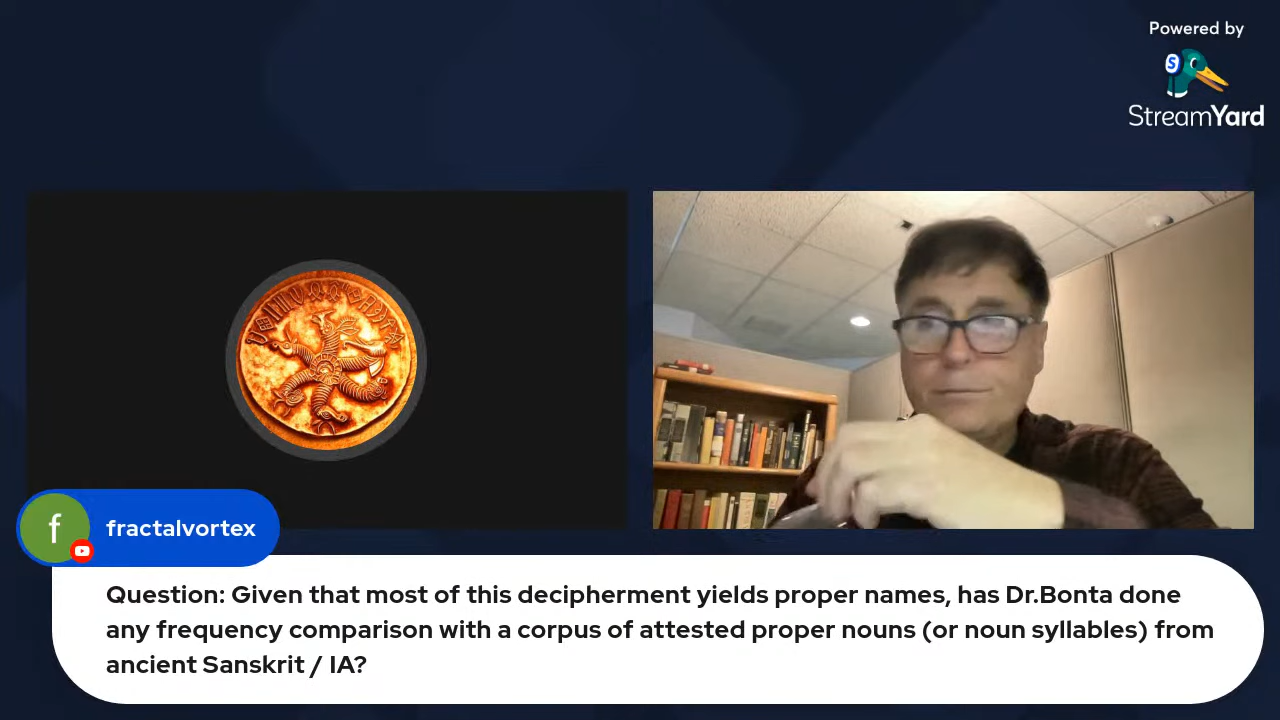 Powered by
S
StreamYard
f
fractalvortex
Question: Given that most of this decipherment yields proper names, has Dr.Bonta done
any frequency comparison with a corpus of attested proper nouns (or noun syllables) from
ancient Sanskrit / IA?